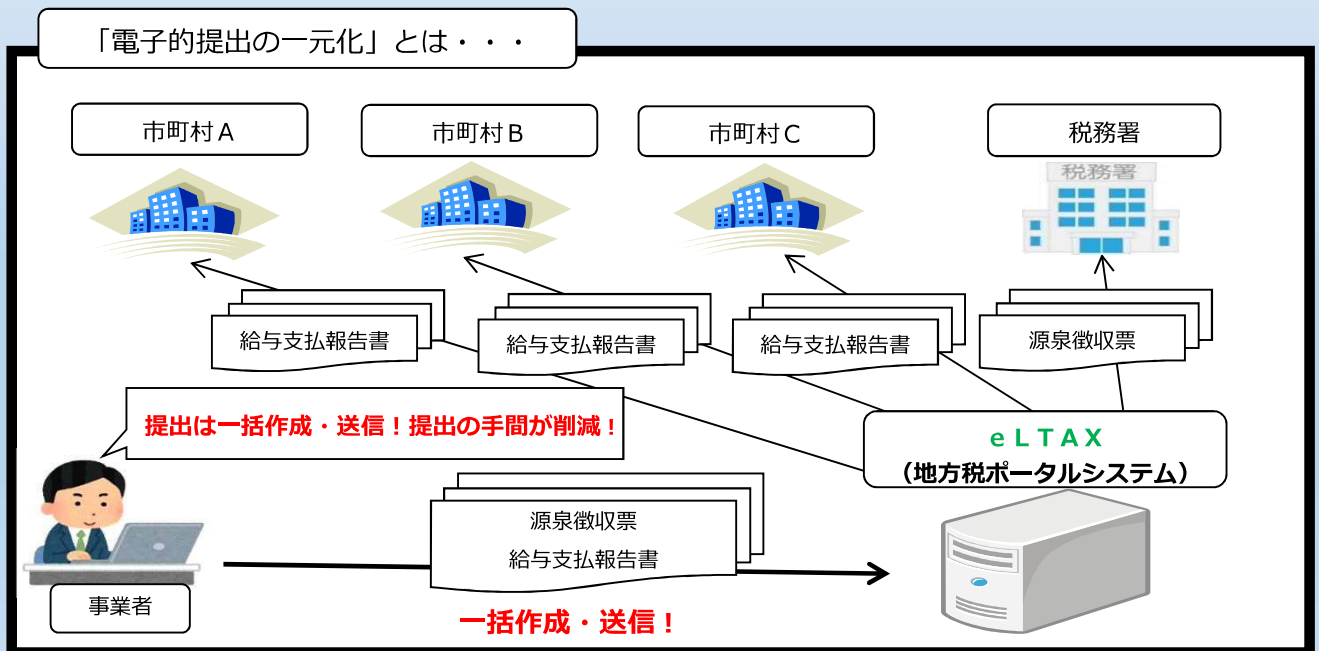 「電子的提出の一元化」とは・・・
市町村A
市町村B
市町村C
税務署
税務署
給与支払報告書
給与支払報告書
給与支払報告書
源泉徴収票
提出は一括作成・送信！提出の手間が削減！
eLTAX
（地方税ポータルシステム）
源泉徴収票
給与支払報告書
事業者
一括作成・送信！